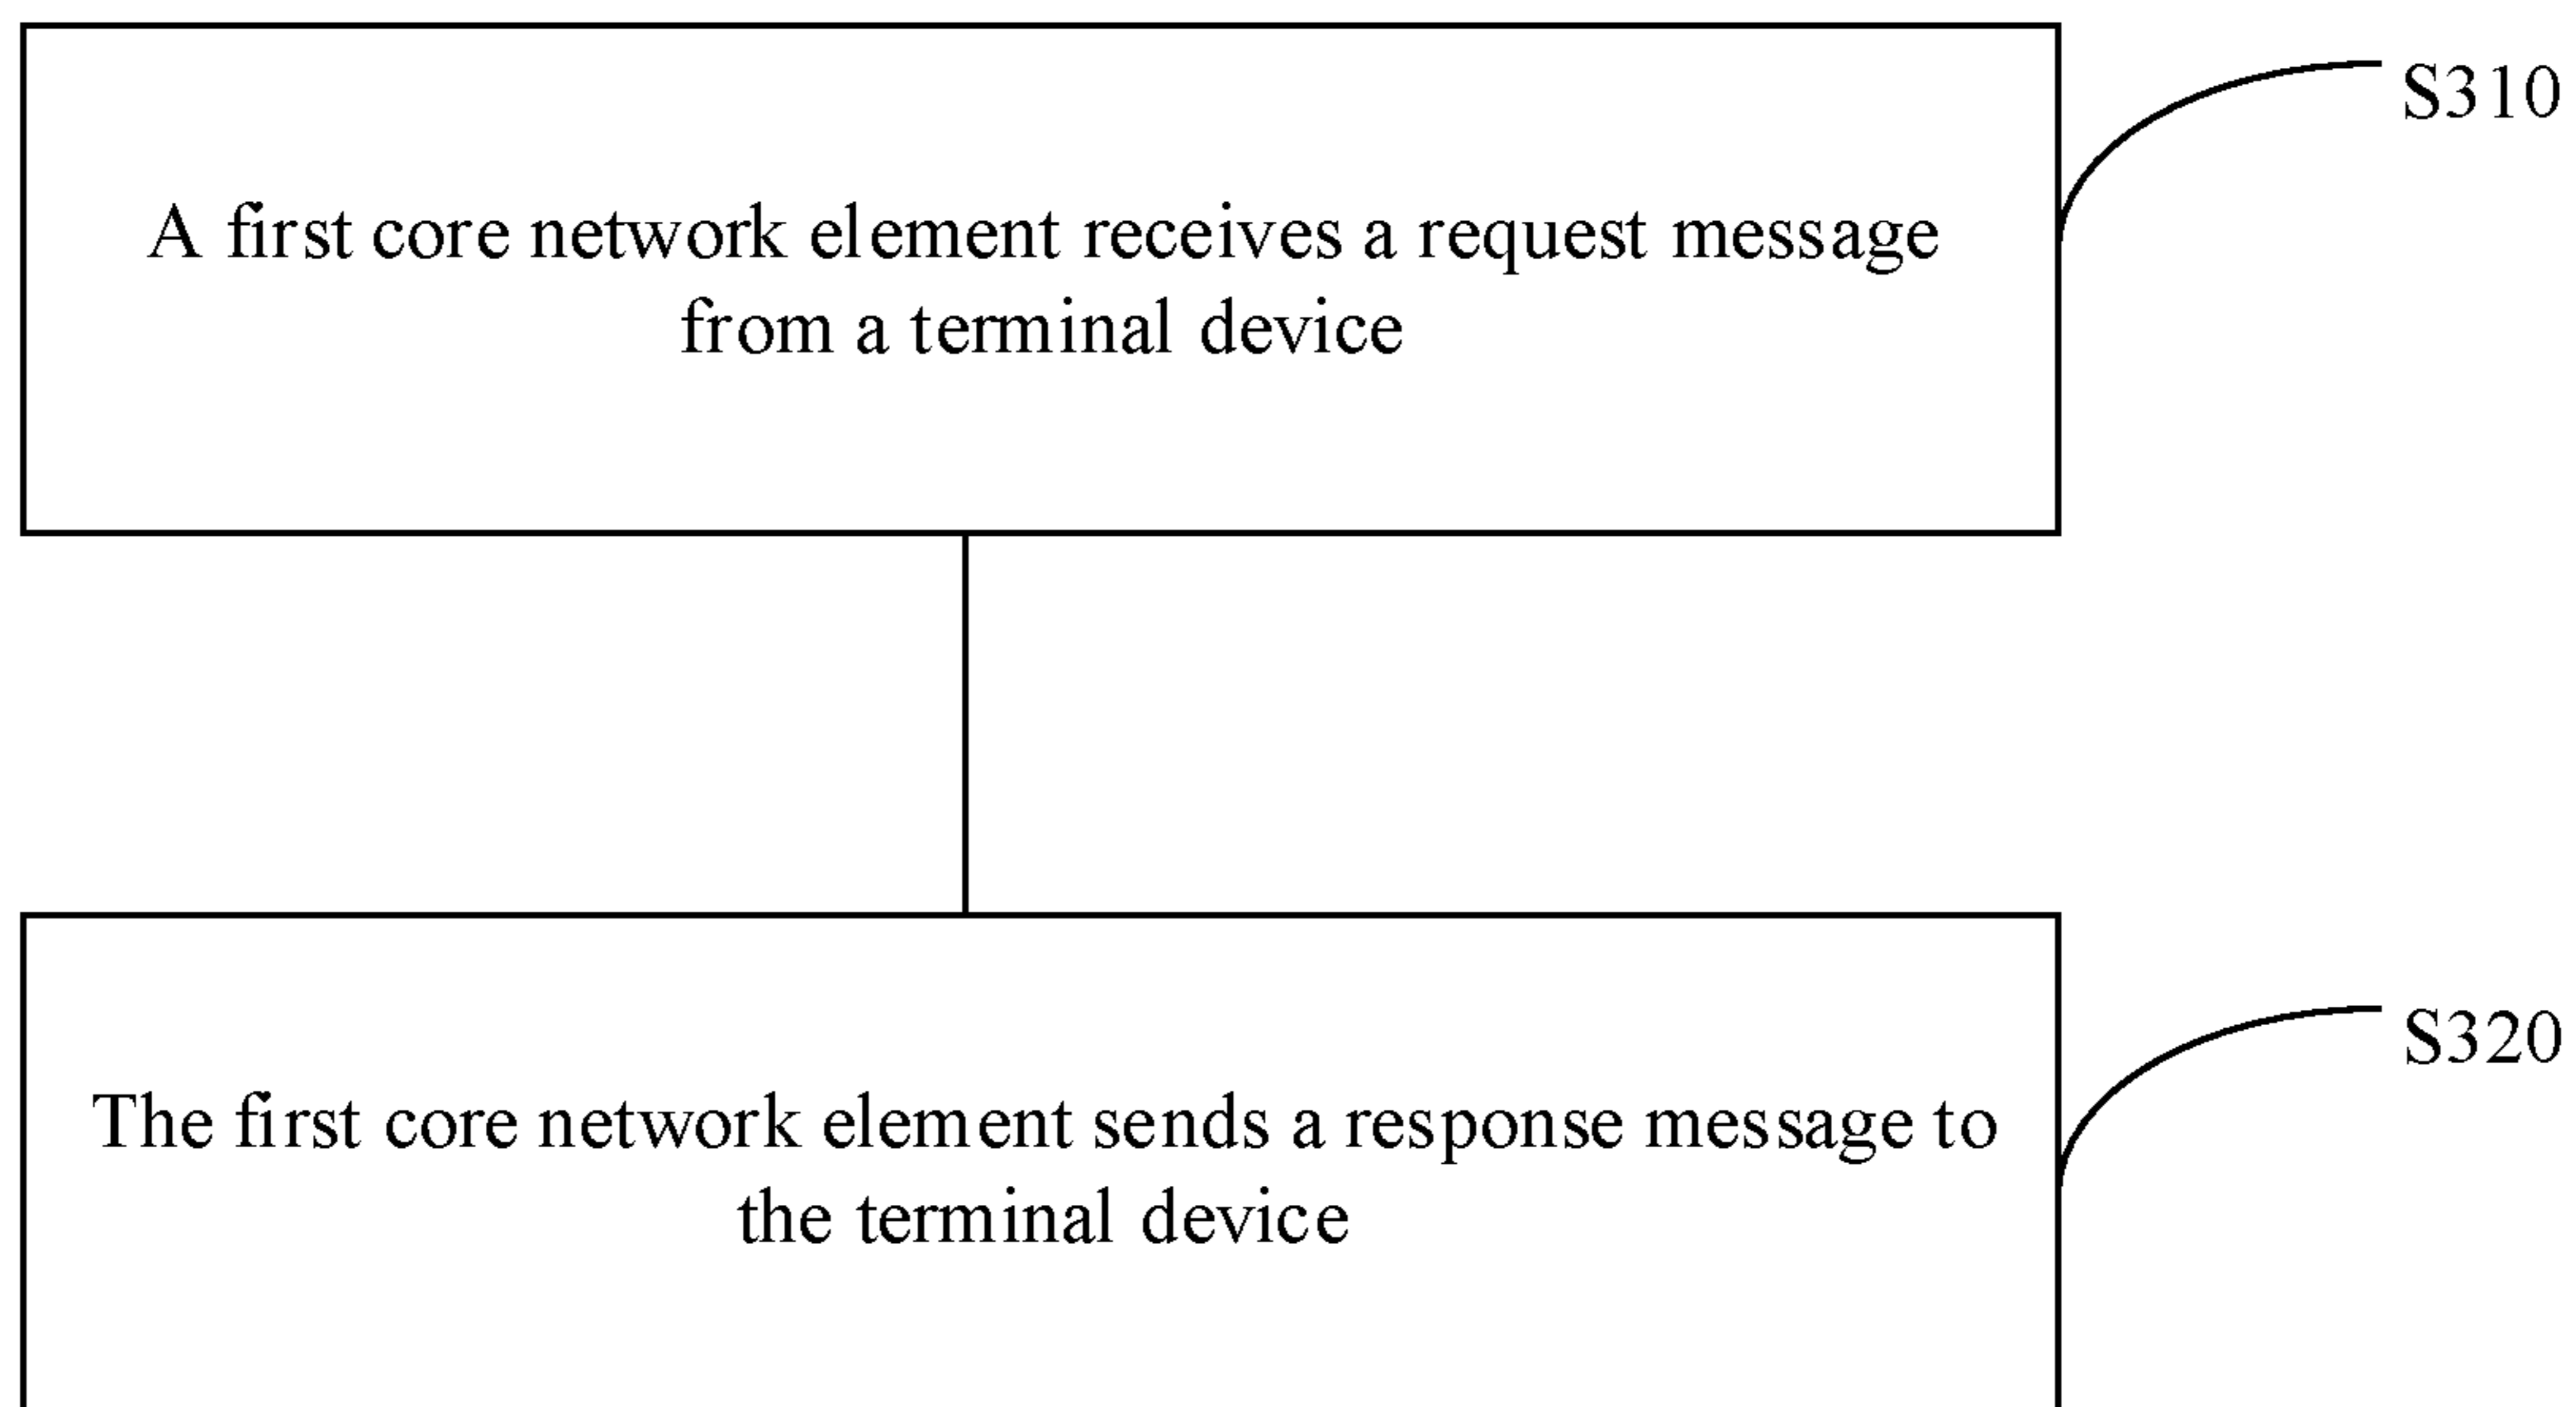 S310
A first core network element receives a request message
from a terminal device
S320
The first core network element sends a response message to
the terminal device